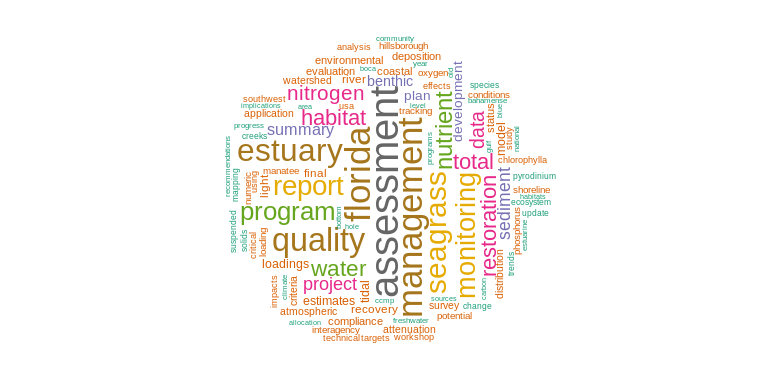 community
analysis
hillsborough
environmental
deposition
boca
year
evaluation
coastal
oxygen
old
watershed
river
benthic
effects
species
nitrogen
plan
conditions
southwest
implications
area
usa
level
tracking
bahamense
application
habitat
nutrient
development
data
status
blue
progress
summary
creeks
florida
assessment
management
programs
gulf
model
study
national
estuary
total
chlorophylla
recommendations
mapping
numeric
using
light
manatee
final
report
seagrass
monitoring
restoration
sediment
pyrodinium
shoreline
habitats
ecosystem
update
program
bottom
hole
suspended
solids
critical
loading
quality
phosphorus
estuarine
water
loadings
project
tidal
impacts
climate
criteria
estimates
ccmp
sources
survey
change
carbon
distribution
trends
atmospheric
recovery
potential
allocation
compliance
freshwater
interagency
attenuation
technical
targets
workshop